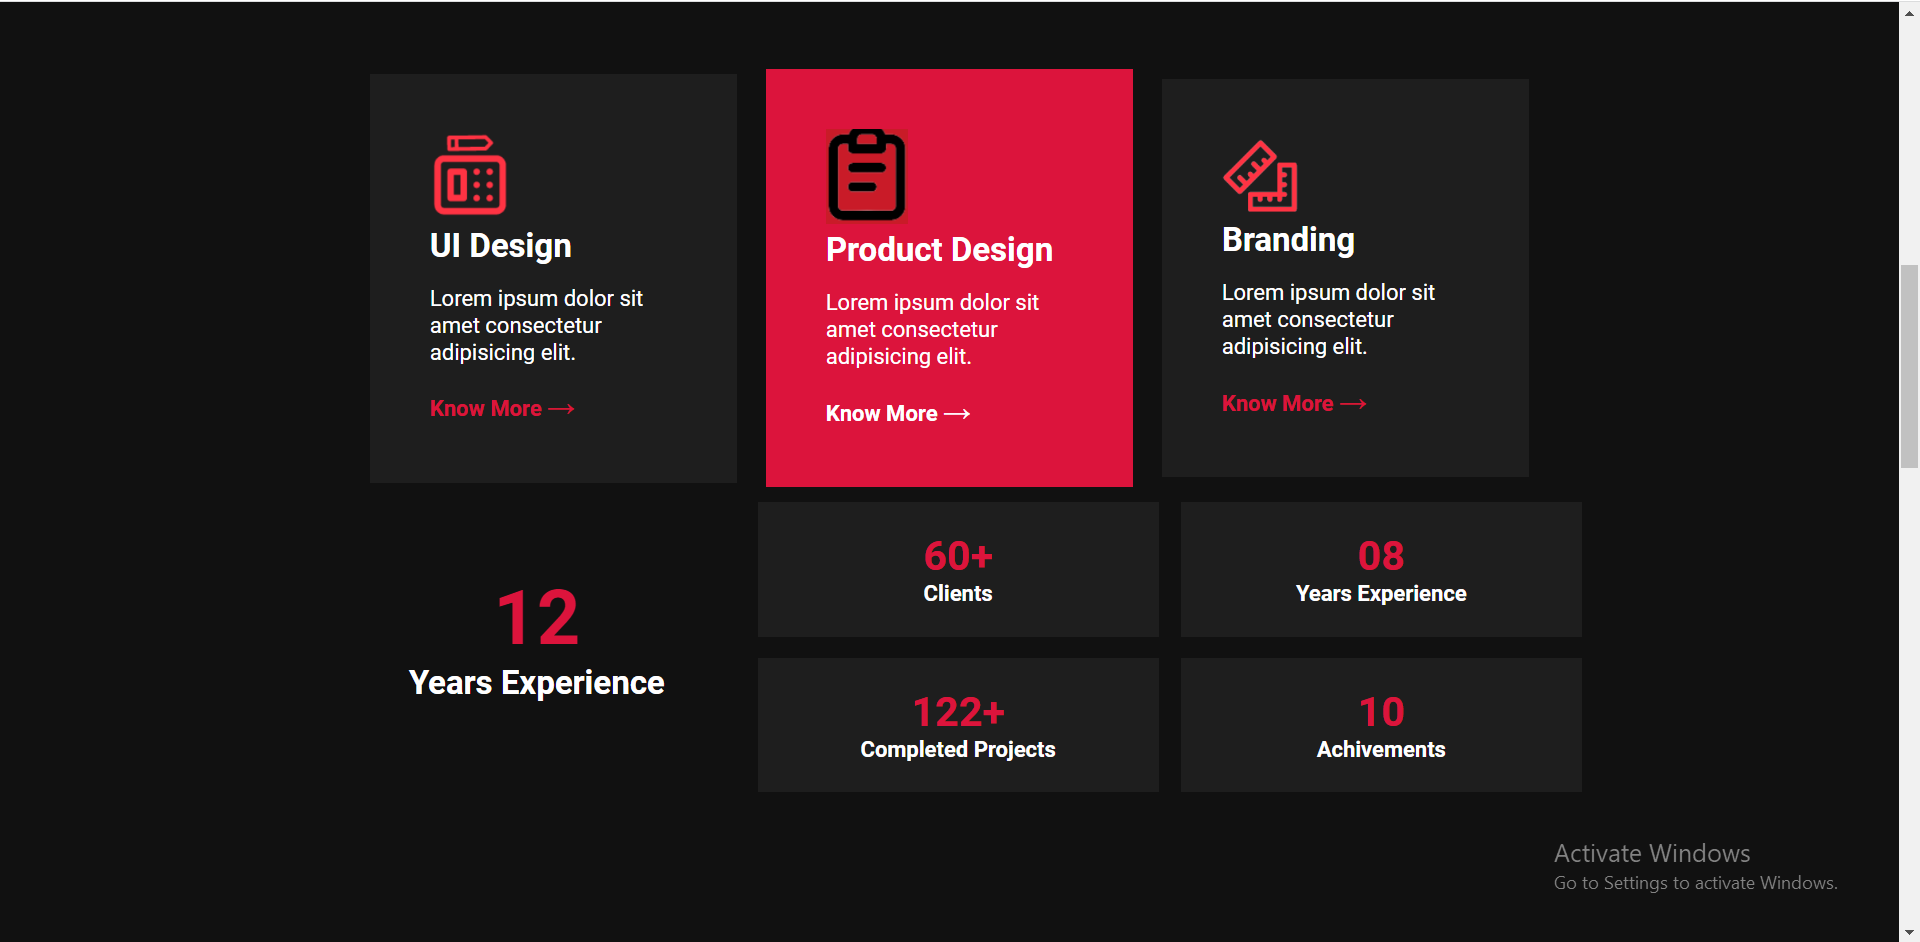 UI Design
Lorem ipsum dolor sit
amet consectetur
adipisicing elit.
Know More →
Product Design
Lorem ipsum dolor sit
amet consectetur
adipisicing elit.
Know More →
Branding
Lorem ipsum dolor sit
amet consectetur
adipisicing elit.
Know More →
12
Years Experience
60+
Clients
08
Years Experience
122+
Completed Projects
10
Achivements
Activate Windows
Go to Settings to activate Windows.